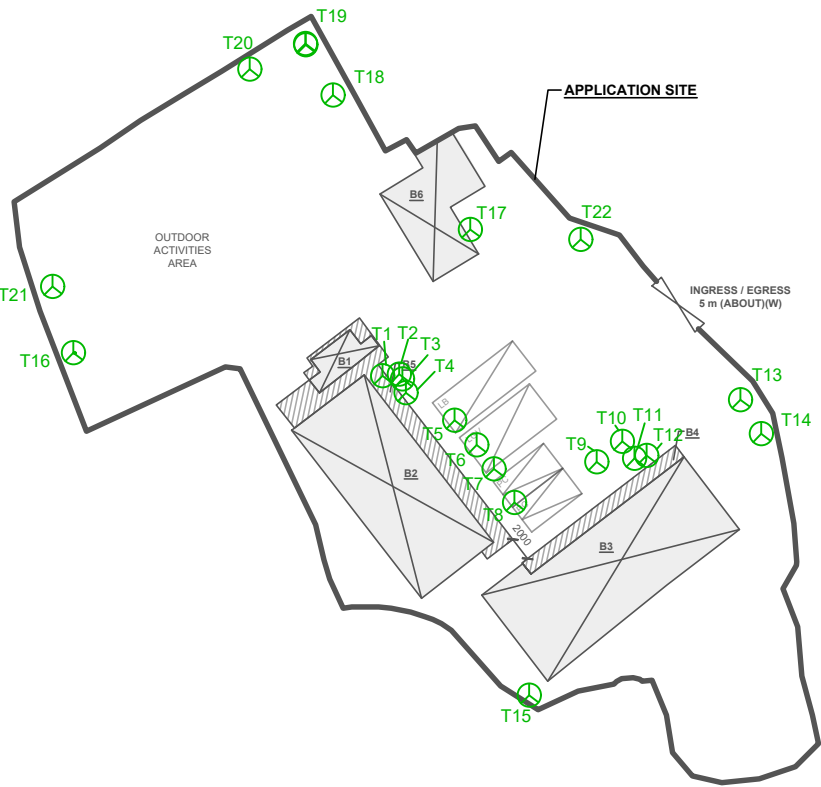 T19
T20
T18
APPLICATION SITE
B6
T17
T22
OUTDOOR
ACTIVITIES
AREA
T21
INGRESS / EGRESS
5 m (ABOUT)(W)
T16
T1
T2
T3
T4
B1
B5
T13
T14
LB
T5
T6
T7
T8
T9
T10
T11
T12
B4
B2
2000
B3
T15